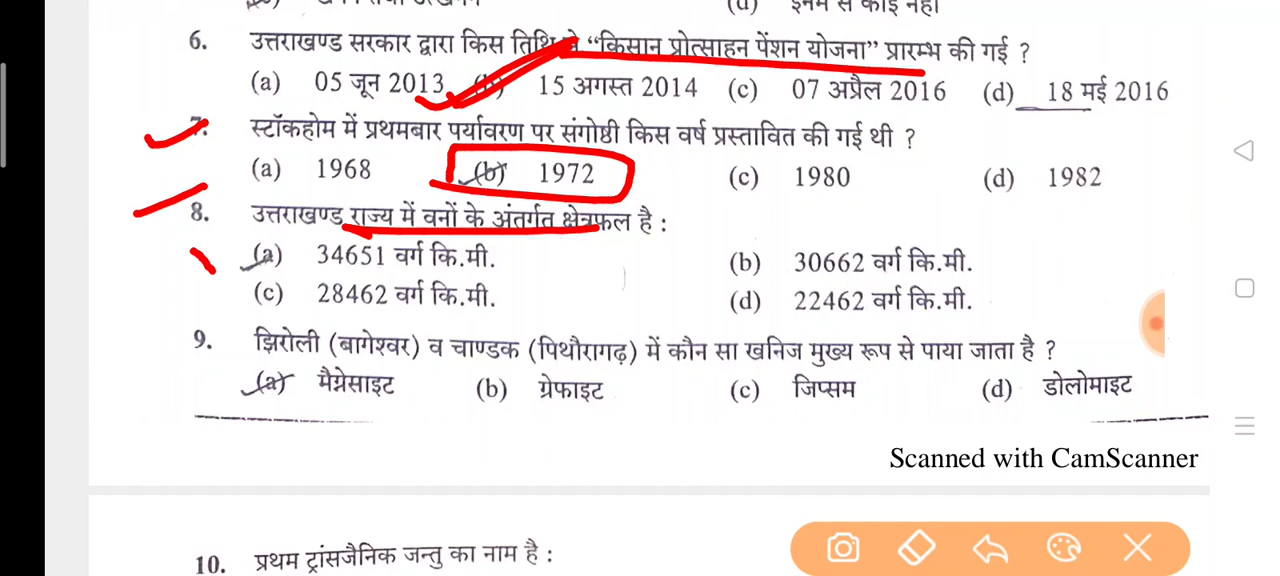 (d) इनमें से कोई नहीं
6. उत्तराखण्ड सरकार द्वारा किस तिथि से “किसान प्रोत्साहन पेंशन योजना” प्रारम्भ की गई ?
(a) 05 जून 2013 (b) 15 अगस्त 2014 (c) 07 अप्रैल 2016 (d) 18 मई 2016
7. स्टॉकहोम में प्रथमबार पर्यावरण पर संगोष्ठी किस वर्ष प्रस्तावित की गई थी ?
(a) 1968 (b) 1972 (c) 1980 (d) 1982
8. उत्तराखण्ड राज्य में वनों के अंतर्गत क्षेत्रफल है :
(a) 34651 वर्ग कि.मी. (b) 30662 वर्ग कि.मी.
(c) 28462 वर्ग कि.मी. (d) 22462 वर्ग कि.मी.
9. झिरोली (बागेश्वर) व चाण्डक (पिथौरागढ़) में कौन सा खनिज मुख्य रूप से पाया जाता है ?
(a) मैग्नेसाइट (b) ग्रेफाइट (c) जिप्सम (d) डोलोमाइट
Scanned with CamScanner
10. प्रथम ट्रांसजैनिक जन्तु का नाम है :